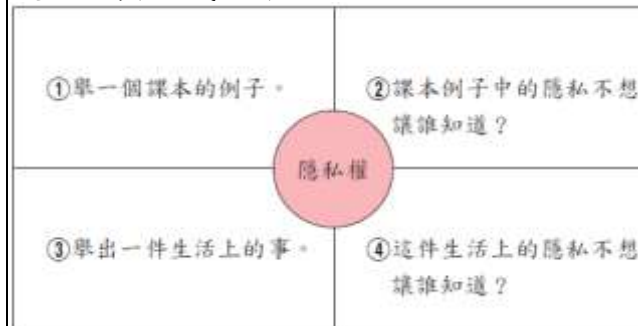 ①舉一個課本的例子。
②課本例子中的隱私不想
讓誰知道？
隱私權
③舉出一件生活上的事。
④這件生活上的隱私不想
讓誰知道？